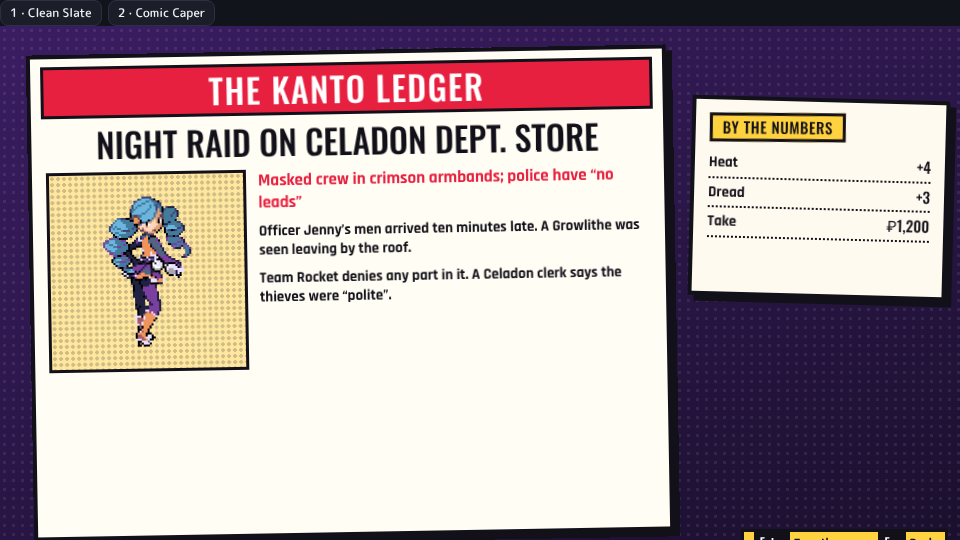 1 · Clean Slate
2 · Comic Caper
THE KANTO LEDGER
NIGHT RAID ON CELADON DEPT. STORE
Masked crew in crimson armbands; police have “no
leads”
Officer Jenny's men arrived ten minutes late. A Growlithe was
seen leaving by the roof.
Team Rocket denies any part in it. A Celadon clerk says the
thieves were “polite”.
BY THE NUMBERS
Heat +4
Dread +3
Take ₽1,200